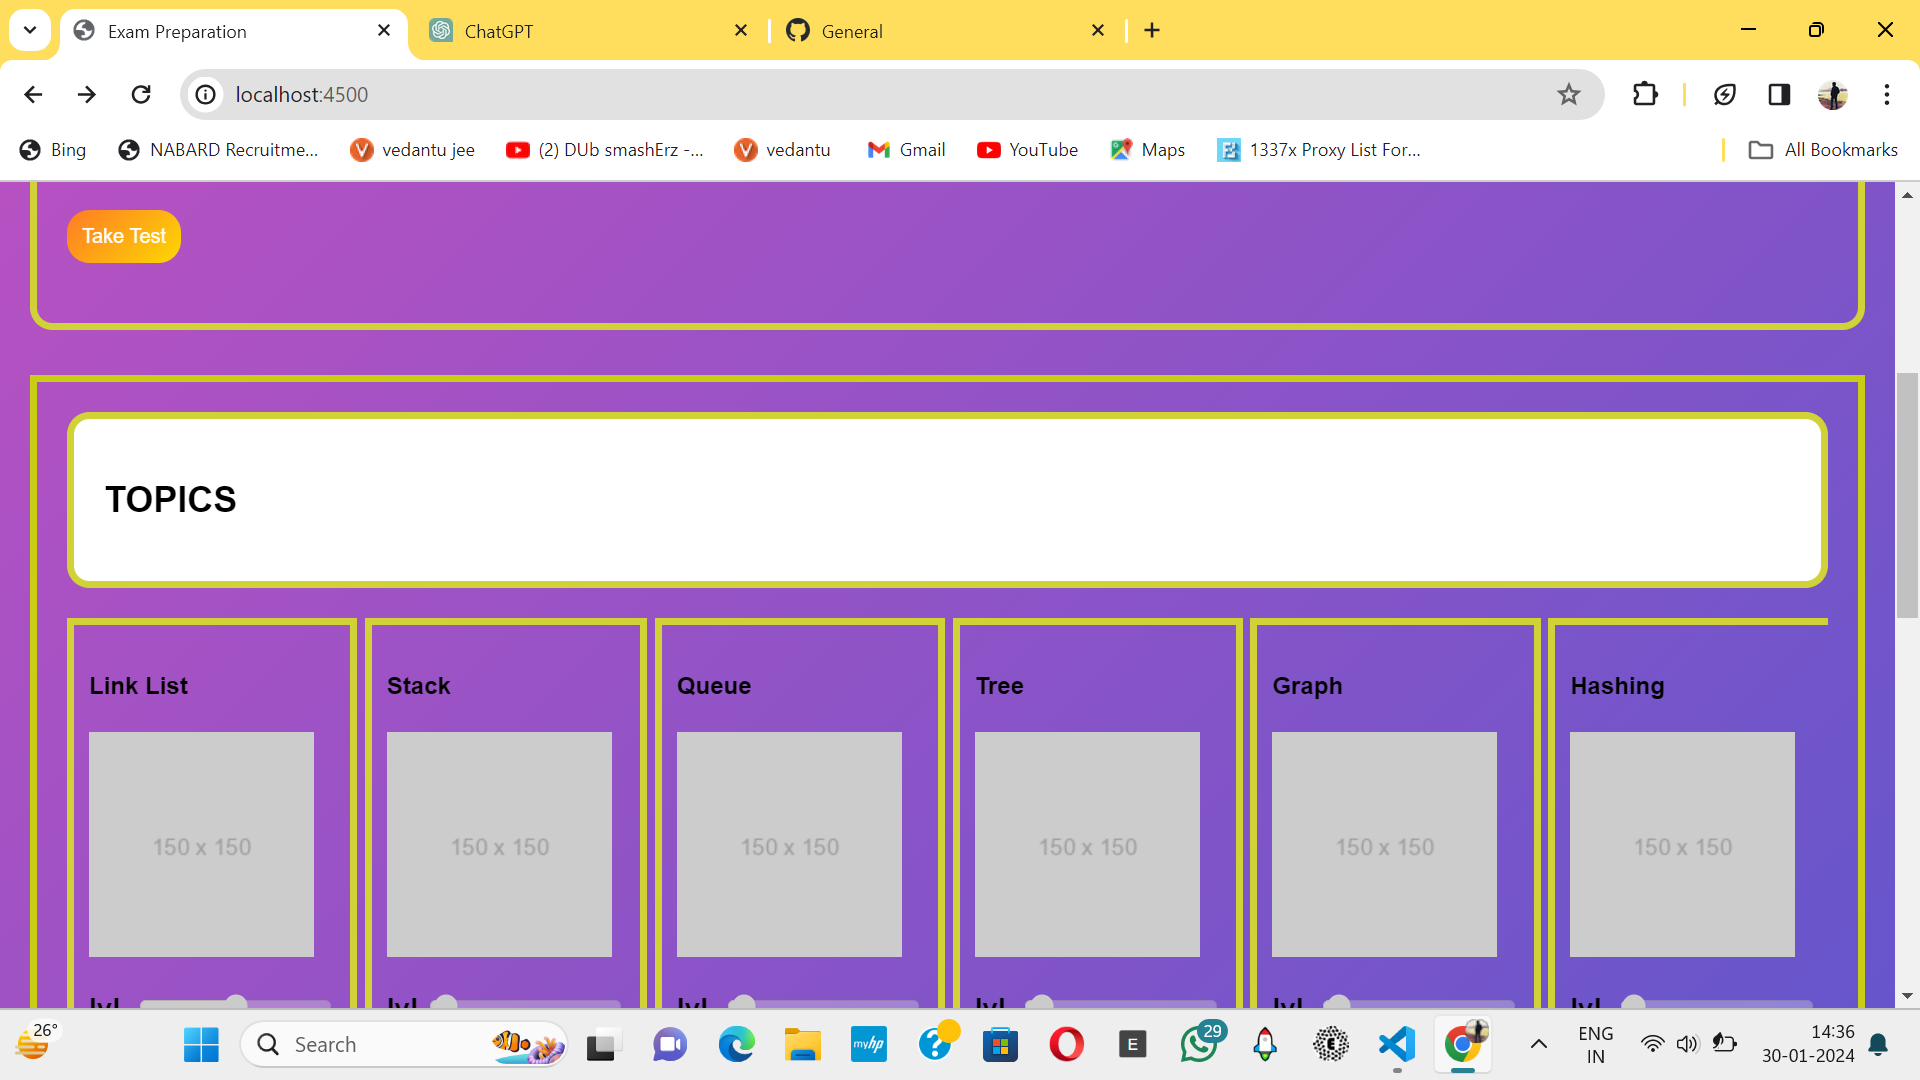 Exam Preparation
ChatGPT
General
localhost:4500
Bing
NABARD Recruitme...
vedantu jee
(2) DUb smashErz -...
vedantu
Gmail
YouTube
Maps
1337x Proxy List For...
All Bookmarks
Take Test
TOPICS
Link List
Stack
Queue
Tree
Graph
Hashing
150 x 150
150 x 150
150 x 150
150 x 150
150 x 150
150 x 150
lvl
lvl
lvl
lvl
lvl
lvl
26°
Search
myhp
E
29
E
ENG
IN
14:36
30-01-2024